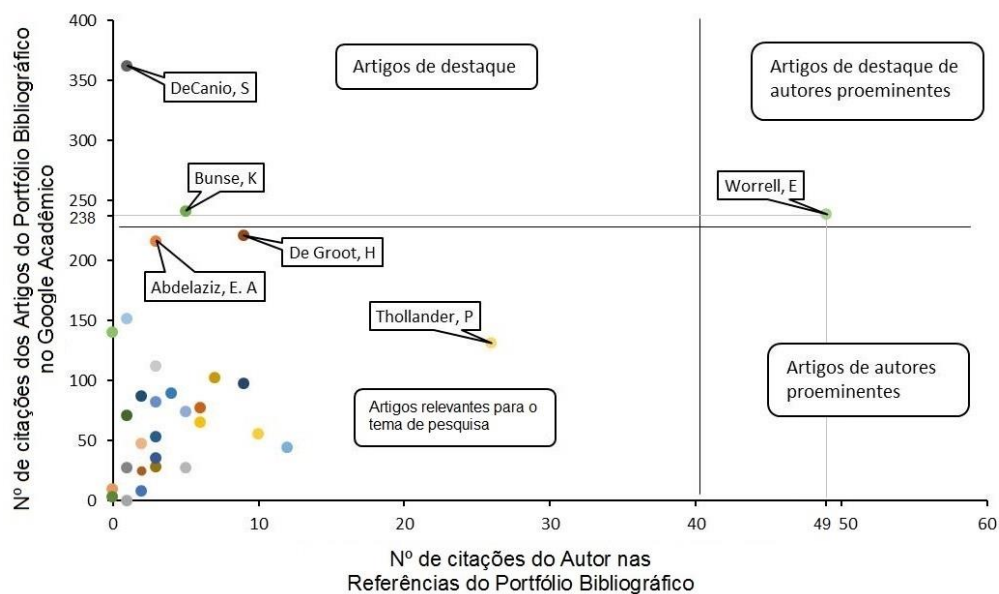 Nº de citações dos Artigos do Portfólio Bibliográfico
no Google Acadêmico
400
350
300
250
238
200
150
100
50
0
DeCanio, S
Artigos de destaque
Artigos de destaque de
autores proeminentes
Bunse, K
Worrell, E
De Groot, H
Abdelaziz, E. A
Thollander, P
Artigos relevantes para o
tema de pesquisa
Artigos de autores
proeminentes
0 10 20 30 40 49 50 60
Nº de citações do Autor nas
Referências do Portfólio Bibliográfico